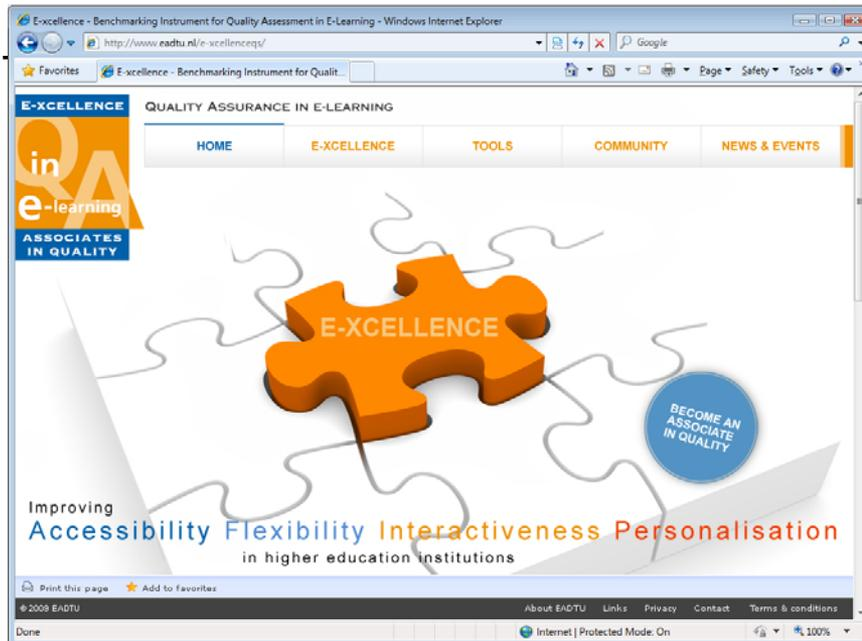 E-xcellence - Benchmarking Instrument for Quality Assessment in E-Learning - Windows Internet Explorer
http://www.eadtu.nl/e-xcellenceqs/
Google
Favorites
E-xcellence - Benchmarking Instrument for Qualit...
Page
Safety
Tools
E-XCELLENCE
QUALITY ASSURANCE IN E-LEARNING
HOME E-XCELLENCE TOOLS COMMUNITY NEWS & EVENTS
QA
in
e-learning
ASSOCIATES
IN QUALITY
E-XCELLENCE
BECOME AN
ASSOCIATE
IN QUALITY
Improving
Accessibility Flexibility Interactiveness Personalisation
in higher education institutions
Print this page Add to favorites
© 2009 EADTU About EADTU Links Privacy Contact Terms & conditions
Done Internet | Protected Mode: On 100%